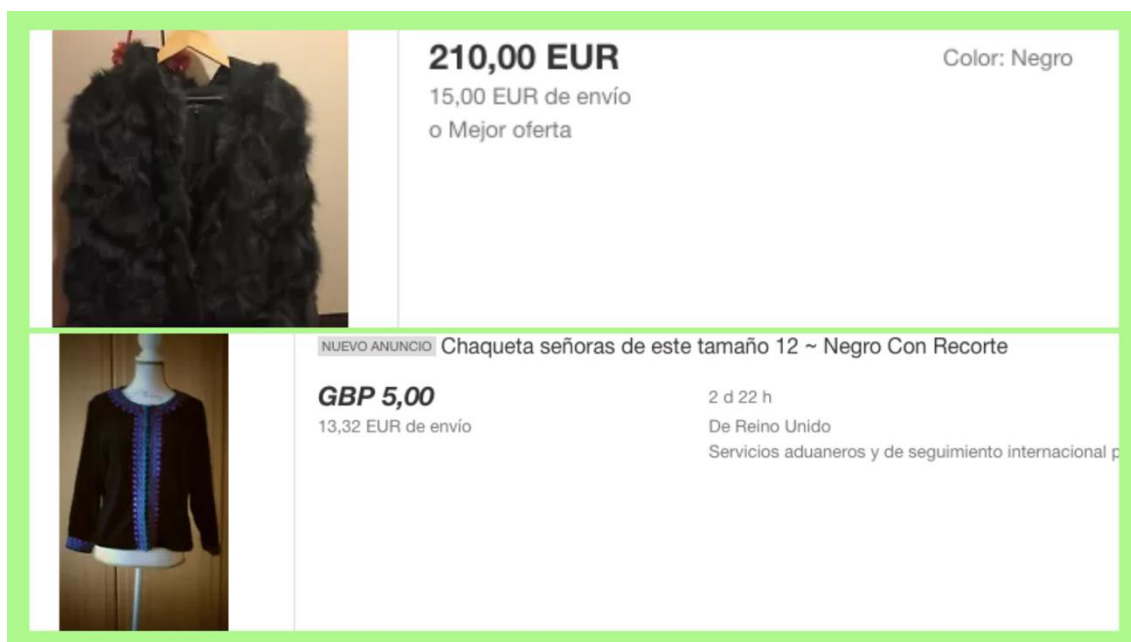 210,00 EUR
Color: Negro
15,00 EUR de envío
o Mejor oferta
NUEVO ANUNCIO Chaqueta señoras de este tamaño 12 ~ Negro Con Recorte
GBP 5,00
2 d 22 h
13,32 EUR de envío
De Reino Unido
Servicios aduaneros y de seguimiento internacional p